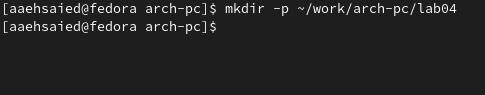 [aaehsaied@fedora arch-pc]$ mkdir -p ~/work/arch-pc/lab04
[aaehsaied@fedora arch-pc]$